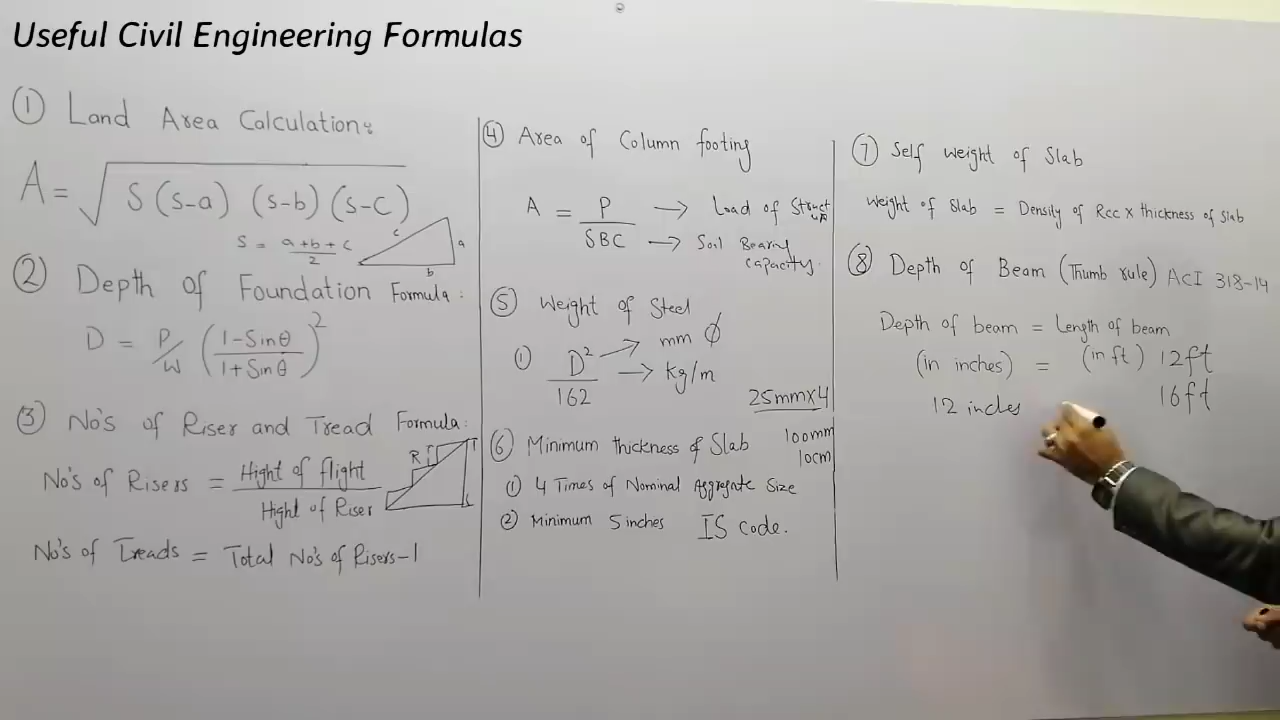 Useful Civil Engineering Formulas
① Land Area Calculation:
A = √S(s-a) (s-b) (s-c)
S = a+b+c
2
c
a
b
② Depth of Foundation Formula:
D = P/W (1-Sinθ
1+Sinθ)²
③ No's of Riser and Tread Formula:
No's of Risers = Hight of flight
Hight of Riser
R
T
No's of Treads = Total No's of Risers-1
④ Area of Column footing
A = P → Load of Struct
SBC → Soil Bearing
capacity.
⑤ Weight of Steel
① D² → mm ϕ
162 → kg/m
25mmx4
100mm
10cm
⑥ Minimum thickness of Slab
① 4 Times of Nominal Aggregate Size
② Minimum 5 inches IS code.
⑦ Self Weight of Slab
Weight of Slab = Density of Rcc x thickness of Slab
⑧ Depth of Beam (Thumb rule) ACI 318-14
Depth of beam = Length of beam
(in inches) = (in ft) 12ft
12 inches 16ft